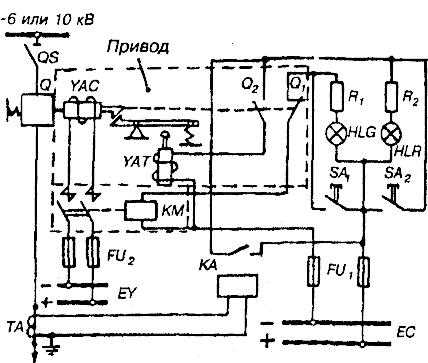 ~6 или 10 кВ
Привод
QS
Q
YAC
Q2
Q1
R1
R2
HLG
HLR
YAT
SA1
SA2
KM
FU2
KA
FU1
− 
+
EY
TA
−
+
EC